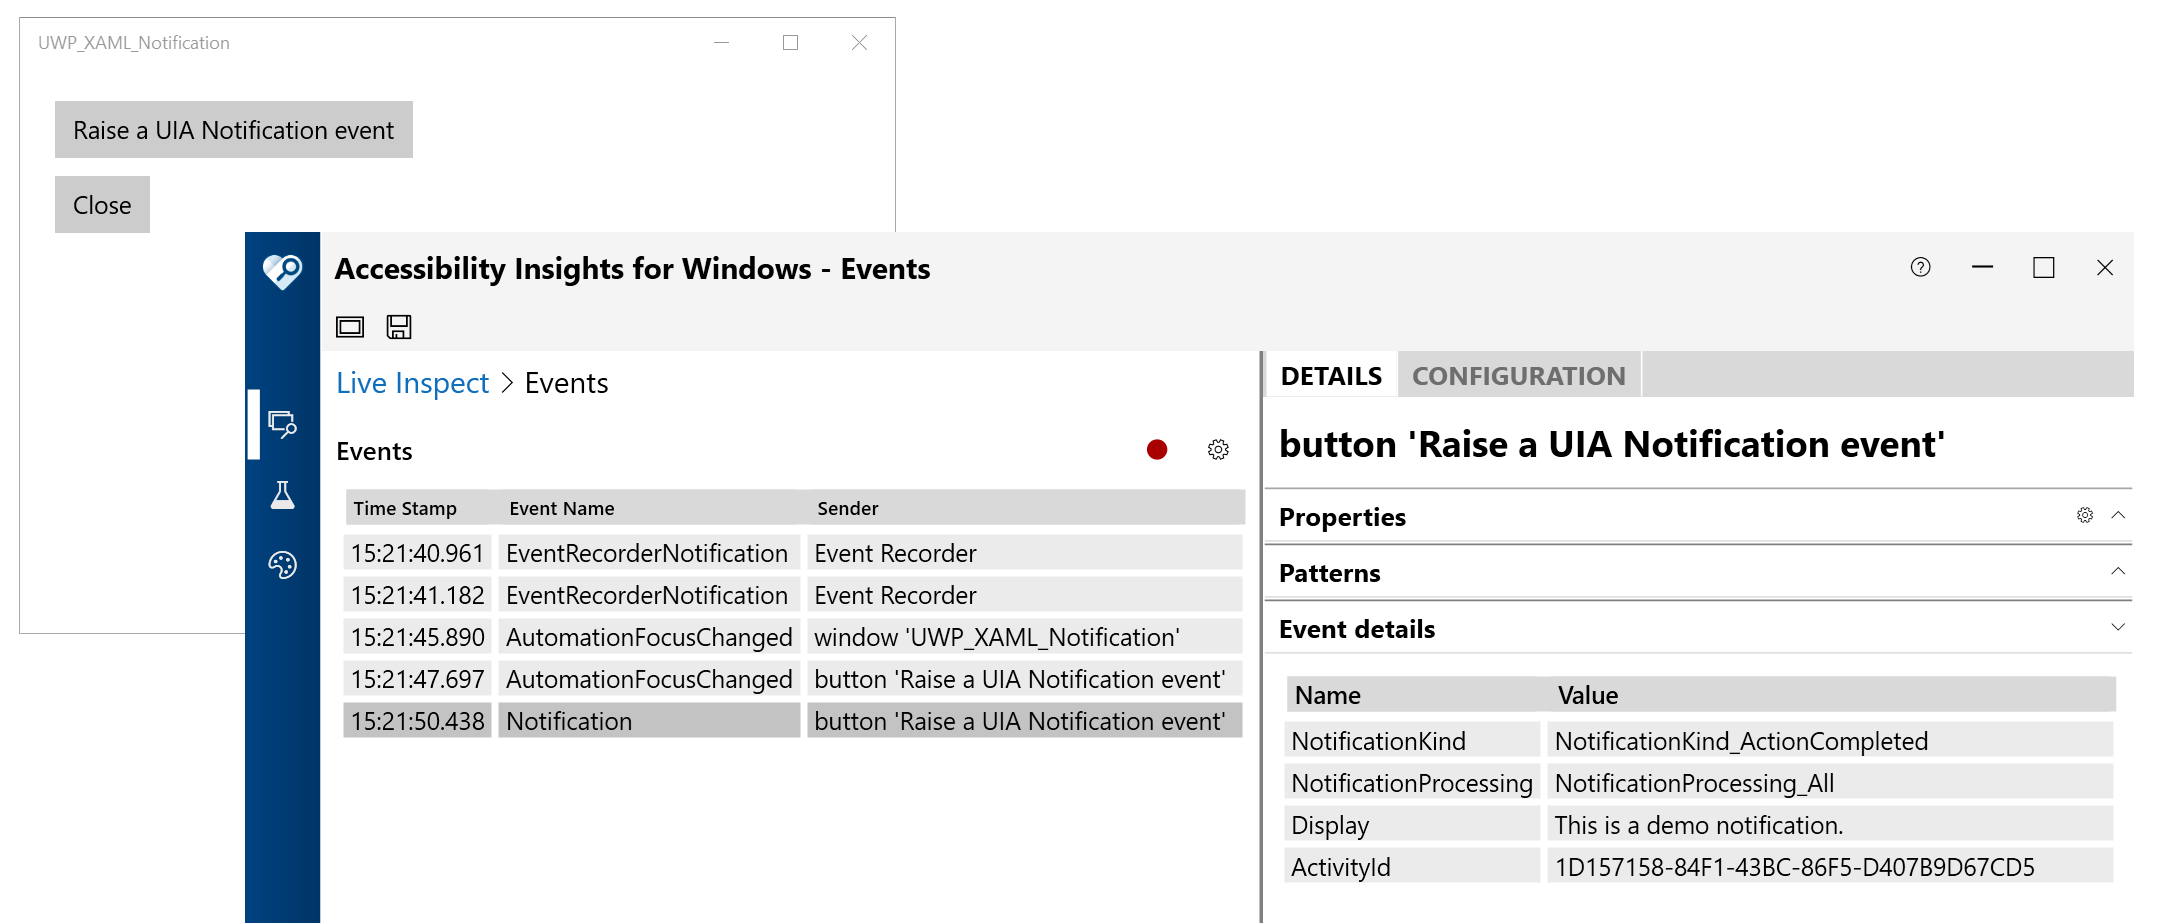 UWP_XAML_Notification
Raise a UIA Notification event
Close
Accessibility Insights for Windows - Events
Live Inspect > Events
Events
Time Stamp Event Name Sender
15:21:40.961 EventRecorderNotification Event Recorder
15:21:41.182 EventRecorderNotification Event Recorder
15:21:45.890 AutomationFocusChanged window 'UWP_XAML_Notification'
15:21:47.697 AutomationFocusChanged button 'Raise a UIA Notification event'
15:21:50.438 Notification button 'Raise a UIA Notification event'
DETAILS CONFIGURATION
button 'Raise a UIA Notification event'
Properties
Patterns
Event details
Name Value
NotificationKind NotificationKind_ActionCompleted
NotificationProcessing NotificationProcessing_All
Display This is a demo notification.
ActivityId 1D157158-84F1-43BC-86F5-D407B9D67CD5